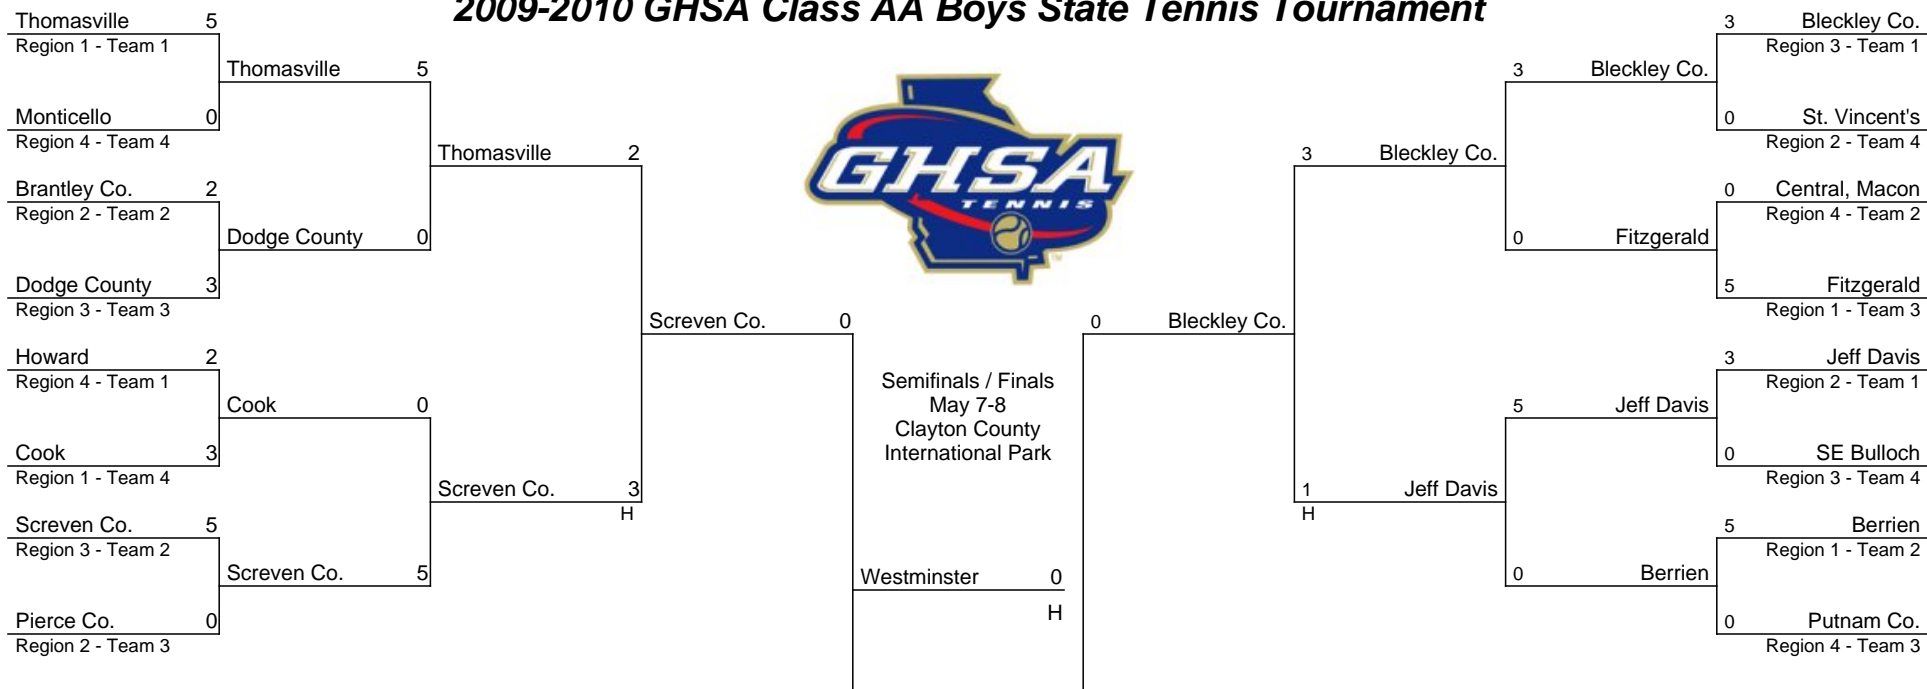 2009-2010 GHSA Class AA Boys State Tennis Tournament
Thomasville 5
Region 1 - Team 1
Monticello 0
Region 4 - Team 4
Brantley Co. 2
Region 2 - Team 2
Dodge County 3
Region 3 - Team 3
Howard 2
Region 4 - Team 1
Cook 3
Region 1 - Team 4
Screven Co. 5
Region 3 - Team 2
Pierce Co. 0
Region 2 - Team 3
Thomasville 5
Dodge County 0
Cook 0
Screven Co. 5
Thomasville 2
Screven Co. 3
H
Screven Co. 0
GHSA
TENNIS
TM
Semifinals / Finals
May 7-8
Clayton County
International Park
Westminster 0
H
0 Bleckley Co.
3 Bleckley Co.
1 Jeff Davis
H
3 Bleckley Co.
0 Fitzgerald
5 Jeff Davis
0 Berrien
3 Bleckley Co.
Region 3 - Team 1
0 St. Vincent's
Region 2 - Team 4
0 Central, Macon
Region 4 - Team 2
5 Fitzgerald
Region 1 - Team 3
3 Jeff Davis
Region 2 - Team 1
0 SE Bulloch
Region 3 - Team 4
5 Berrien
Region 1 - Team 2
0 Putnam Co.
Region 4 - Team 3